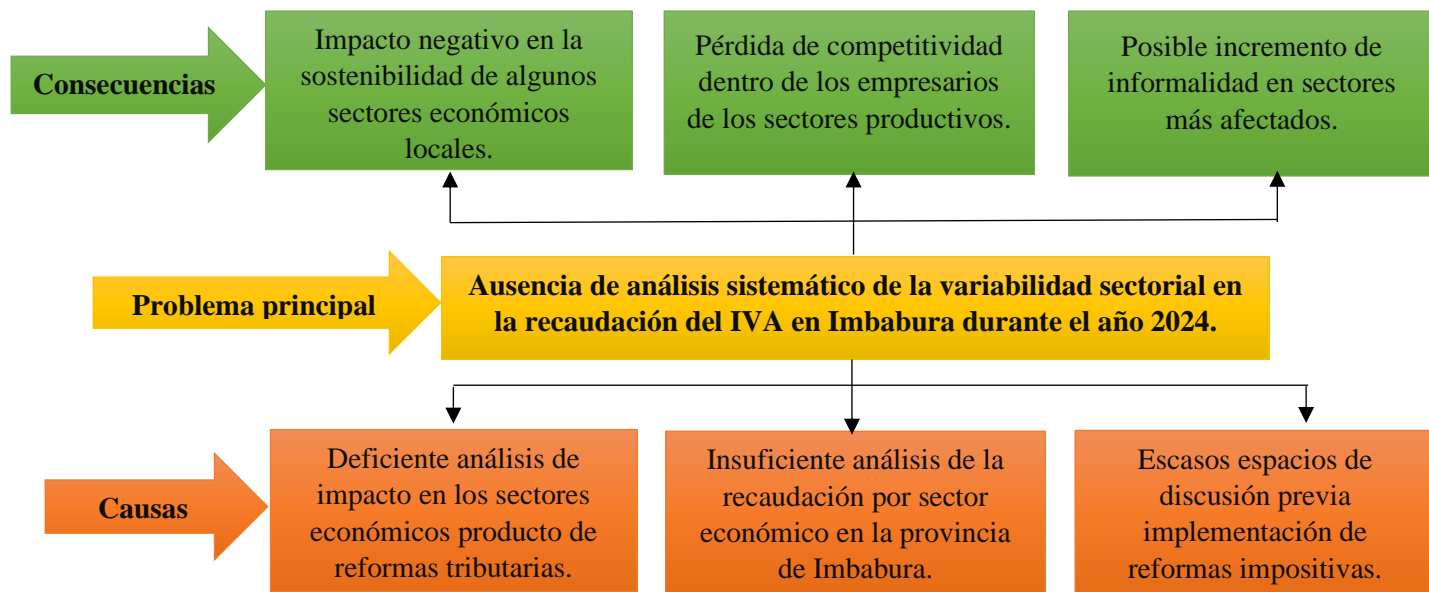 Consecuencias
Impacto negativo en la
sostenibilidad de algunos
sectores económicos
locales.
Pérdida de competitividad
dentro de los empresarios
de los sectores productivos.
Posible incremento de
informalidad en sectores
más afectados.
Problema principal
Ausencia de análisis sistemático de la variabilidad sectorial en
la recaudación del IVA en Imbabura durante el año 2024.
Causas
Deficiente análisis de
impacto en los sectores
económicos producto de
reformas tributarias.
Insuficiente análisis de la
recaudación por sector
económico en la provincia
de Imbabura.
Escasos espacios de
discusión previa
implementación de
reformas impositivas.